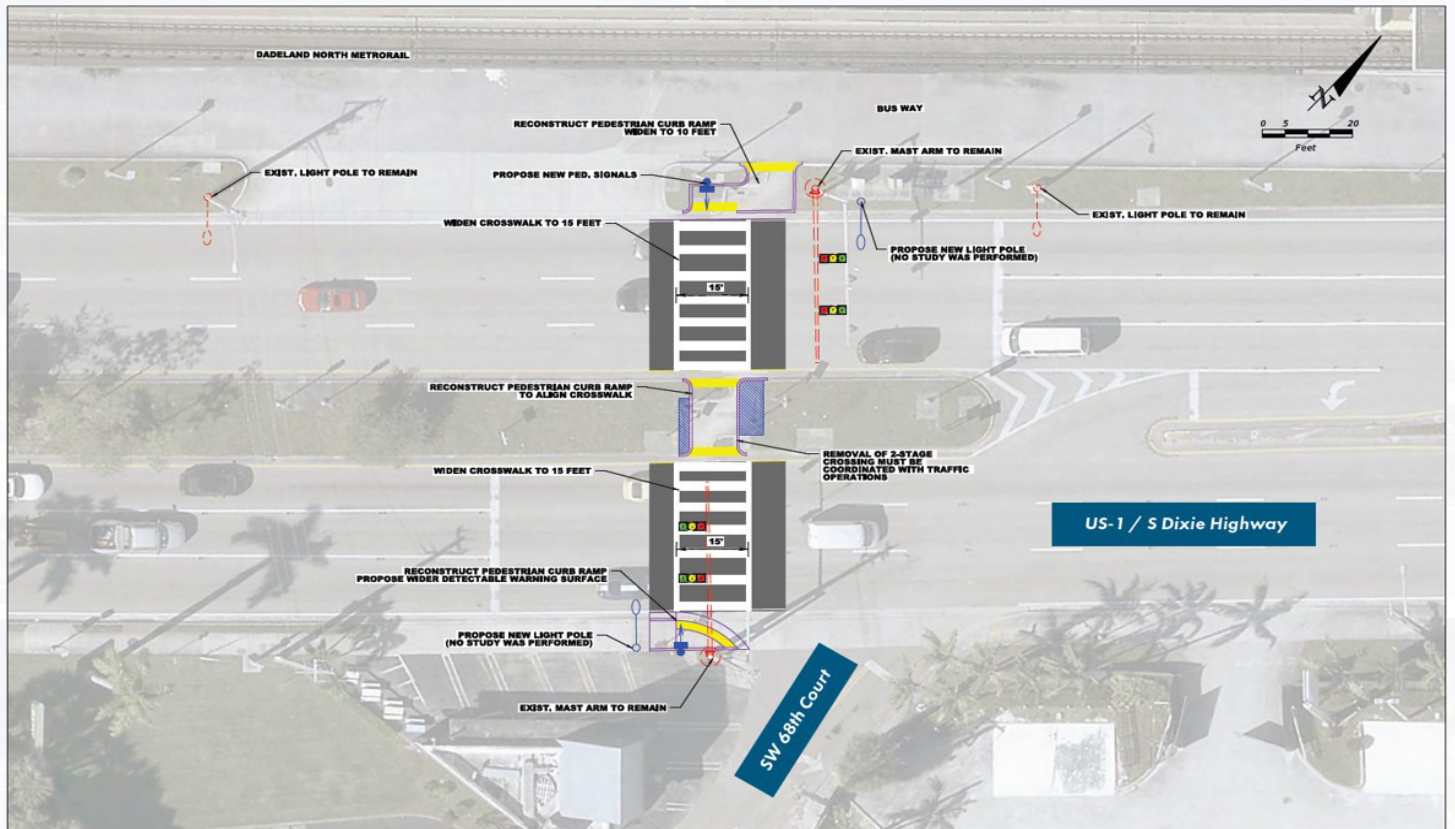 DADELAND NORTH METRORAIL
N
BUS WAY
0 5 20
Feet
RECONSTRUCT PEDESTRIAN CURB RAMP
WIDEN TO 10 FEET
EXIST. MAST ARM TO REMAIN
EXIST. LIGHT POLE TO REMAIN
PROPOSE NEW PED. SIGNALS
EXIST. LIGHT POLE TO REMAIN
WIDEN CROSSWALK TO 15 FEET
PROPOSE NEW LIGHT POLE
(NO STUDY WAS PERFORMED)
15'
RECONSTRUCT PEDESTRIAN CURB RAMP
TO ALIGN CROSSWALK
REMOVAL OF 2-STAGE
CROSSING MUST BE
COORDINATED WITH TRAFFIC
OPERATIONS
WIDEN CROSSWALK TO 15 FEET
US-1 / S Dixie Highway
15'
RECONSTRUCT PEDESTRIAN CURB RAMP
PROPOSE WIDER DETECTABLE WARNING SURFACE
PROPOSE NEW LIGHT POLE
(NO STUDY WAS PERFORMED)
SW 68th Court
EXIST. MAST ARM TO REMAIN